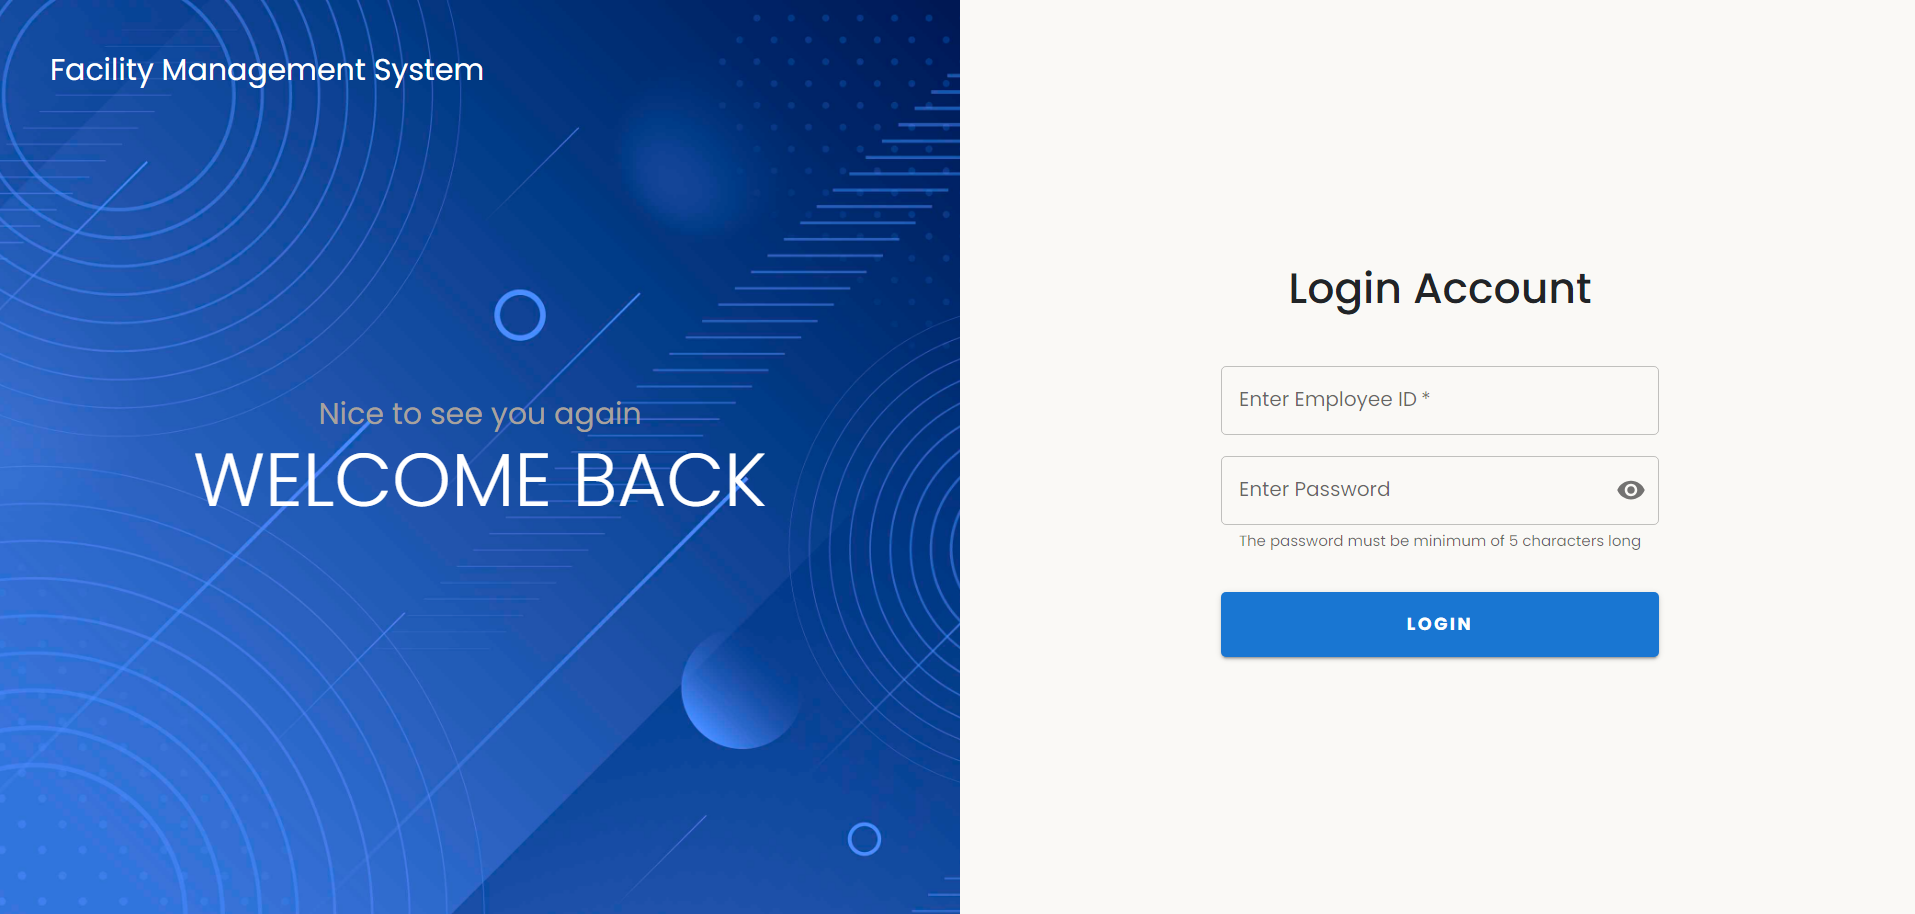 Facility Management System
Nice to see you again
WELCOME BACK
Login Account
Enter Employee ID *
Enter Password
The password must be minimum of 5 characters long
LOGIN